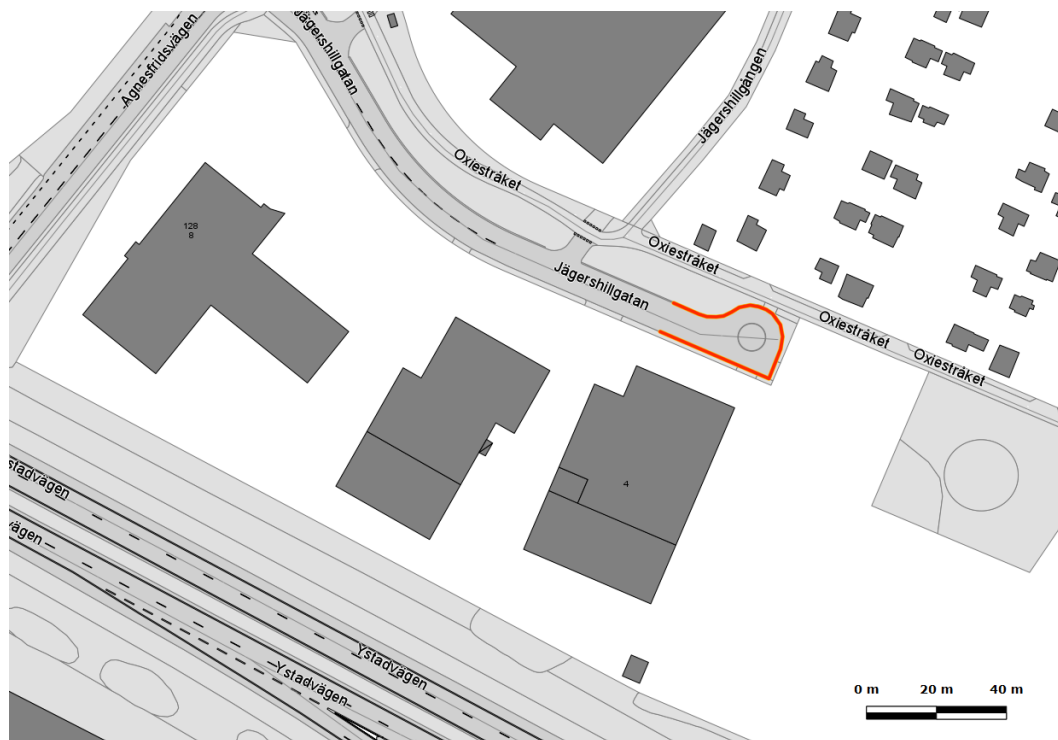 Agnesfridsvägen
Jägershillgatan
Oxiestråket
Jägershillgången
128
8
Oxiestråket
Jägershillgatan
Oxiestråket
Oxiestråket
4
stadvägen
vägen
Ystadvägen
Ystadvägen
0 m 20 m 40 m